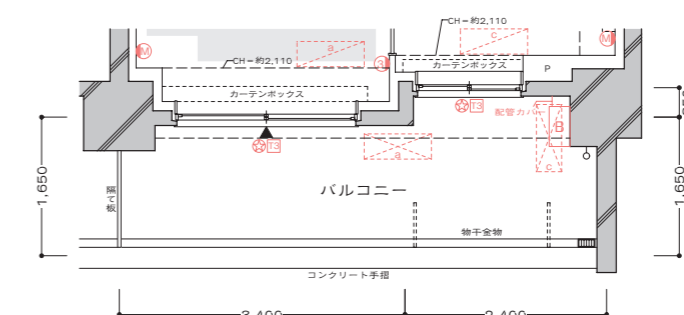 CH=約2,110
c
M
M
CH=約2,110
a
3
カーテンボックス
P
カーテンボックス
T3
配管カバー
B
T3
a
c
1,650
隔て板
バルコニー
1,650
物干金物
コンクリート手摺